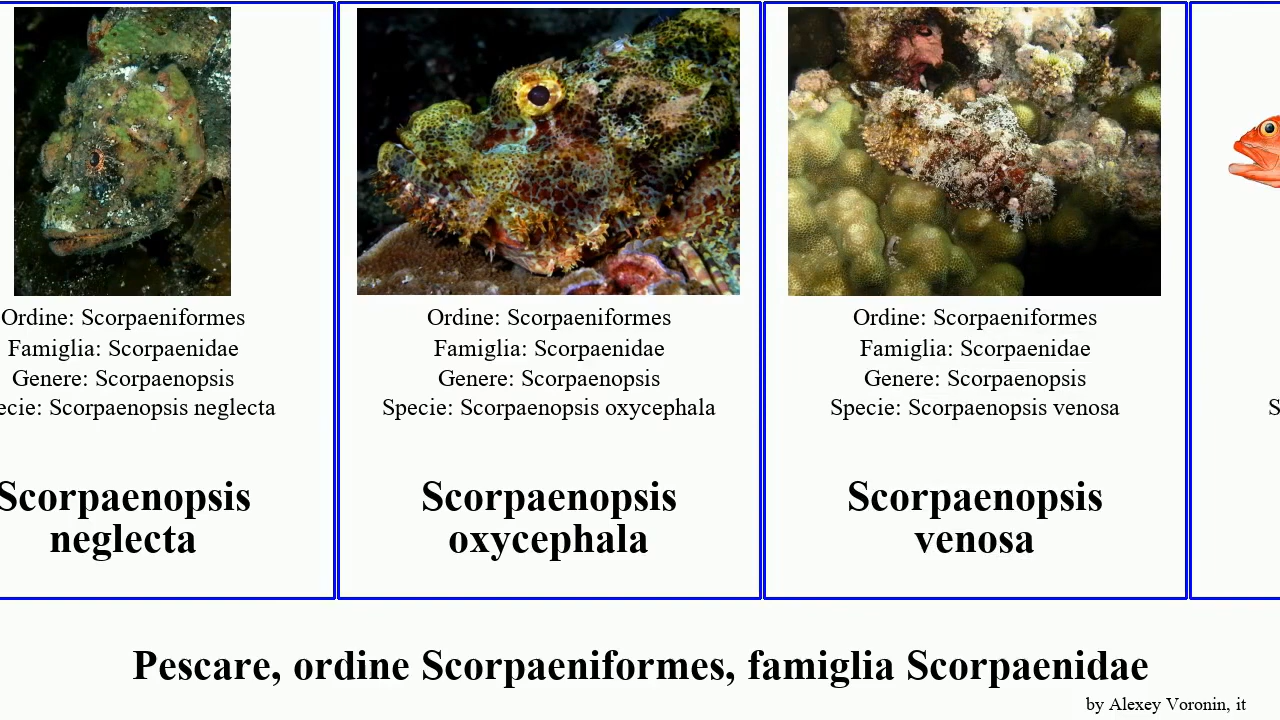 Ordine: Scorpaeniformes
Famiglia: Scorpaenidae
Genere: Scorpaenopsis
ecie: Scorpaenopsis neglecta
Scorpaenopsis
neglecta
Ordine: Scorpaeniformes
Famiglia: Scorpaenidae
Genere: Scorpaenopsis
Specie: Scorpaenopsis oxycephala
Scorpaenopsis
oxycephala
Ordine: Scorpaeniformes
Famiglia: Scorpaenidae
Genere: Scorpaenopsis
Specie: Scorpaenopsis venosa
Scorpaenopsis
venosa
S
Pescare, ordine Scorpaeniformes, famiglia Scorpaenidae
by Alexey Voronin, it